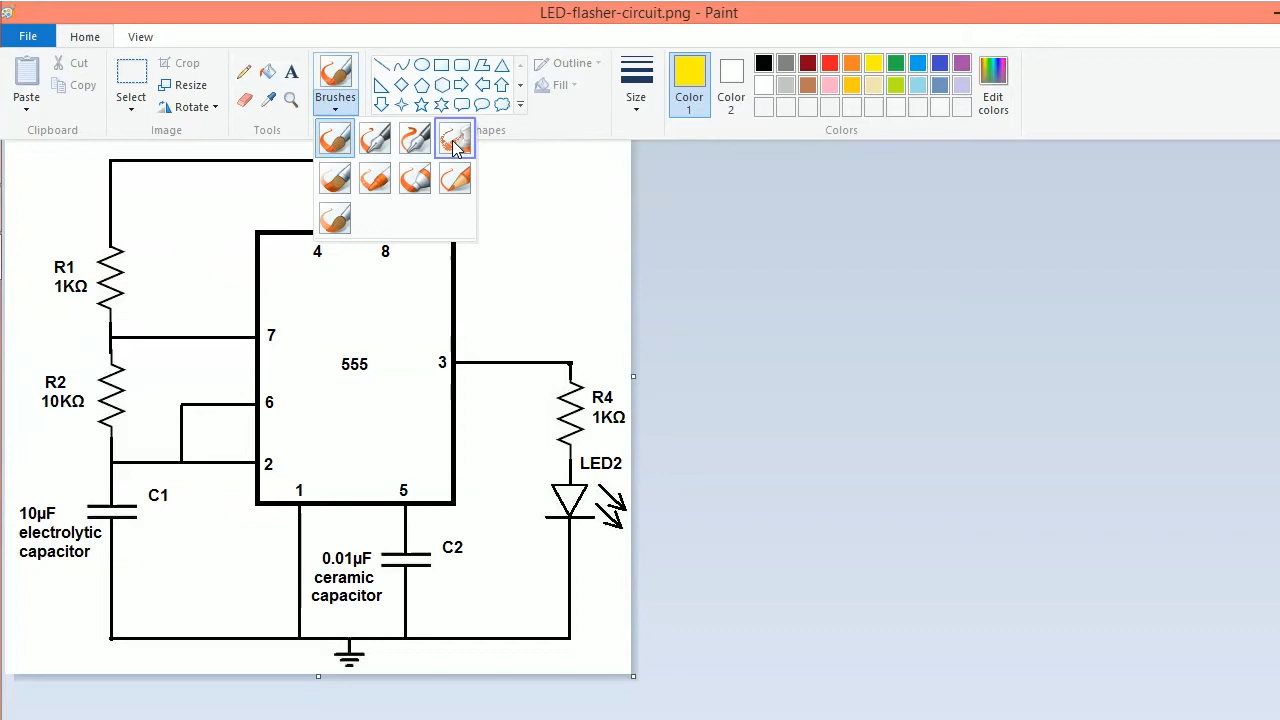 LED-flasher-circuit.png - Paint
File Home View
Paste
Cut
Copy
Clipboard
Select
Crop
Resize
Rotate
Image
A
Tools
Brushes
Outline
Fill
hapes
Size
Color 1
Color 2
Edit colors
Colors
4 8
R1
1KΩ
7
555
3
R2
10KΩ
6
R4
1KΩ
2
LED2
1 5
C1
10µF
electrolytic
capacitor
C2
0.01µF
ceramic
capacitor